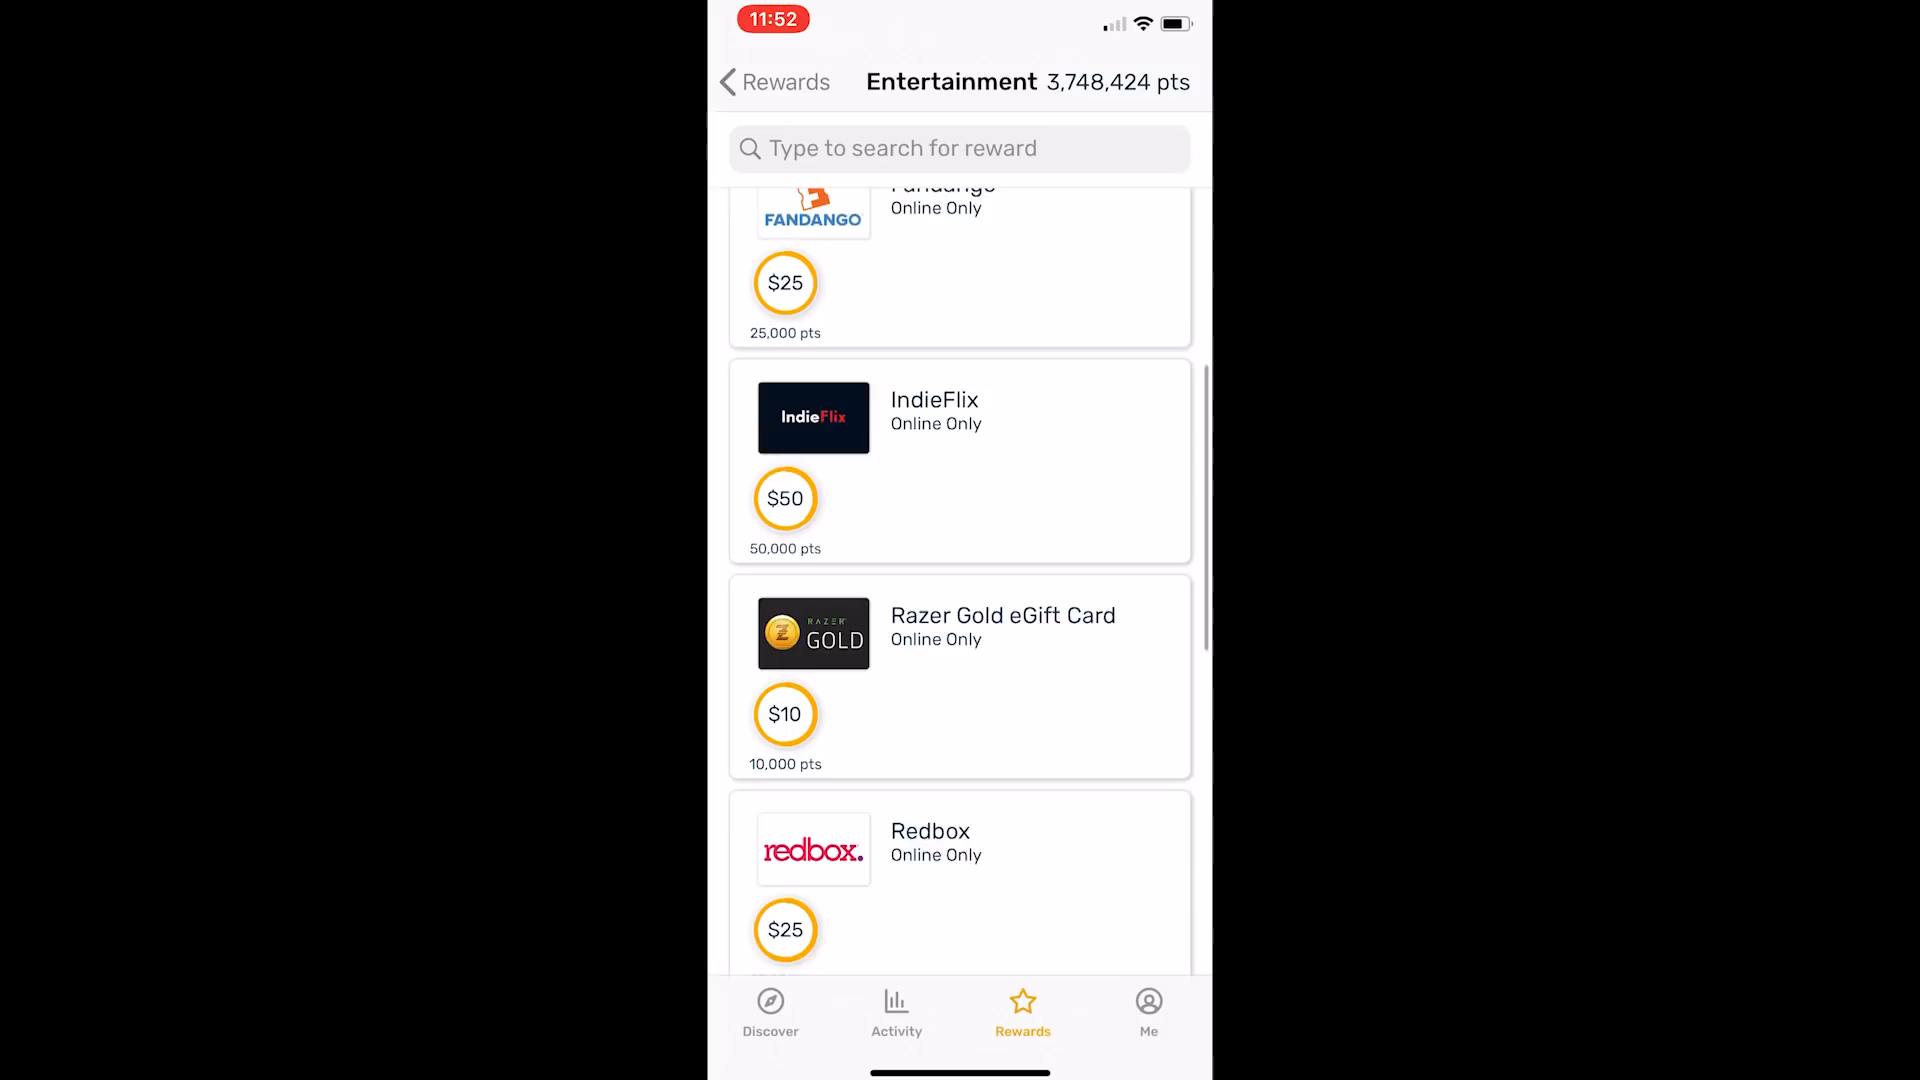 11:52
Rewards
Entertainment
3,748,424 pts
Type to search for reward
FANDANGO
Fandango
Online Only
$25
25,000 pts
IndieFlix
IndieFlix
Online Only
$50
50,000 pts
RAZER
GOLD
Razer Gold eGift Card
Online Only
$10
10,000 pts
redbox.
Redbox
Online Only
$25
Discover
Activity
Rewards
Me